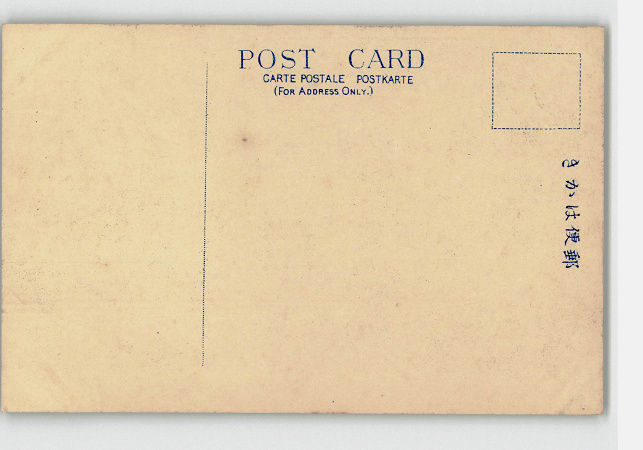 POST CARD
CARTE POSTALE POSTKARTE
(FOR ADDRESS ONLY.)
きかは便郵